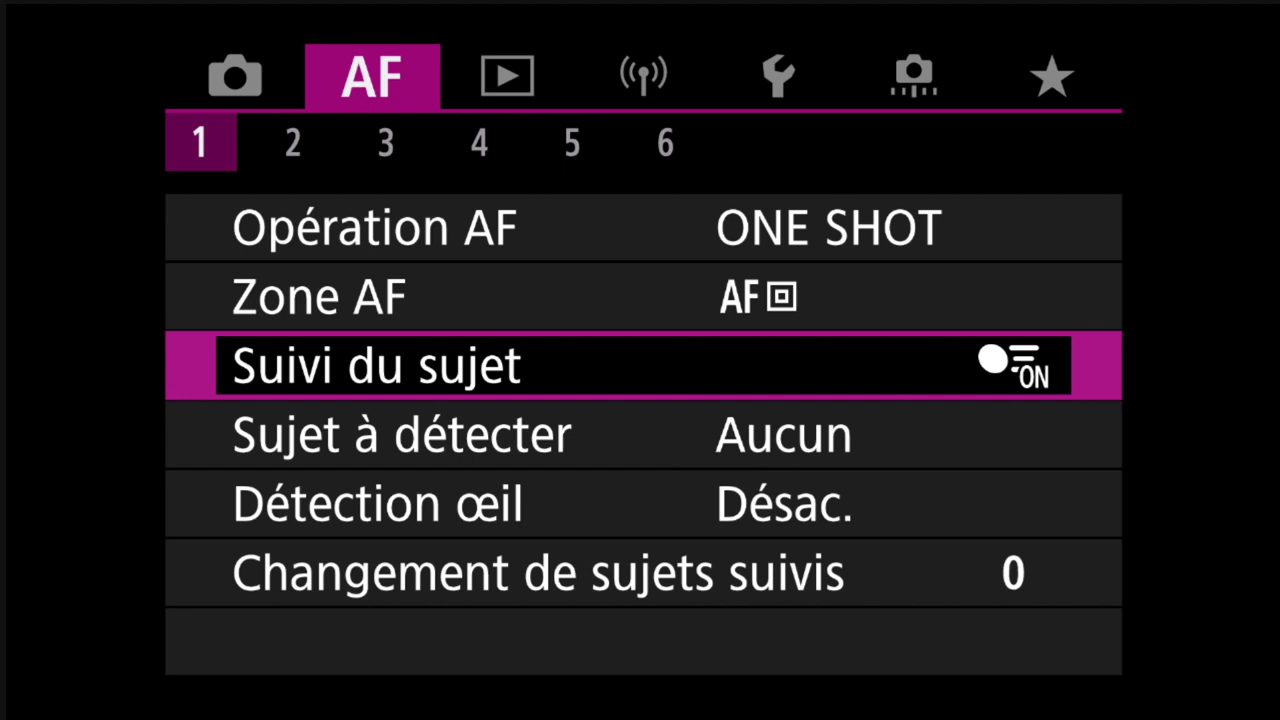 AF
1 2 3 4 5 6
Opération AF ONE SHOT
Zone AF AF
Suivi du sujet ON
Sujet à détecter Aucun
Détection œil Désac.
Changement de sujets suivis 0